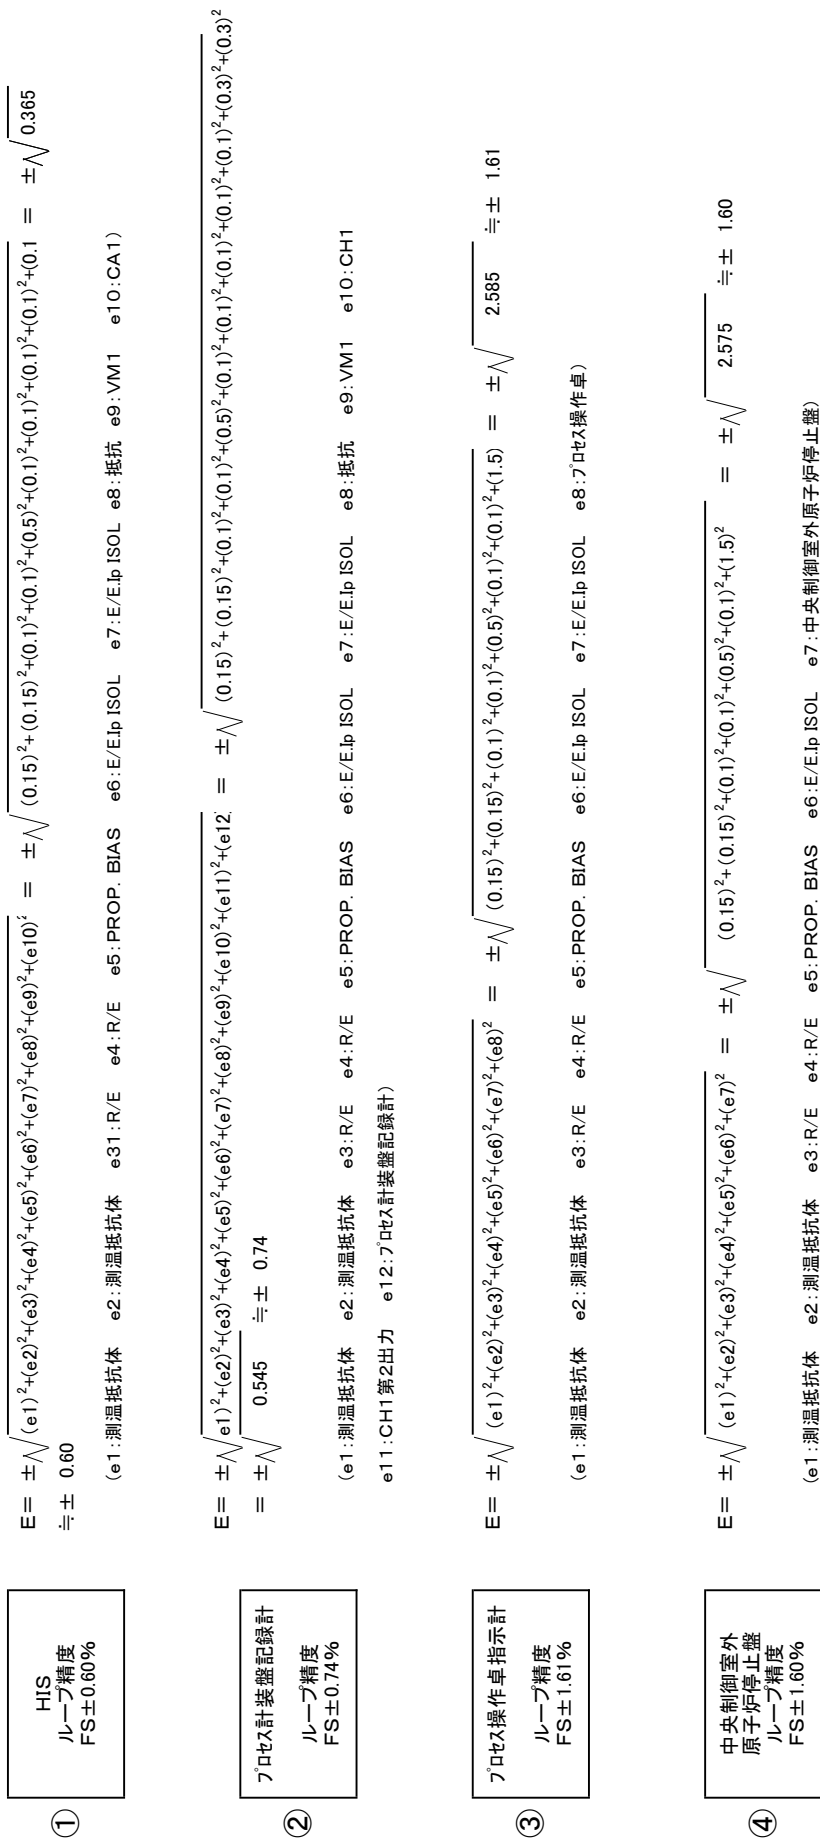 ①
HIS
ループ精度
FS±0.60%
E= ±√(e1)²+(e2)²+(e3)²+(e4)²+(e5)²+(e6)²+(e7)²+(e8)²+(e9)²+(e10)² = ±√(0.15)²+(0.15)²+(0.1)²+(0.1)²+(0.5)²+(0.1)²+(0.1)²+(0.1)²+(0.1 = ±√0.365
≒± 0.60
(e1:測温抵抗体 e2:測温抵抗体 e31:R/E e4:R/E e5:PROP. BIAS e6:E/E.Ip ISOL e7:E/E.Ip ISOL e8:抵抗 e9:VM1 e10:CA1)
②
プロセス計装盤記録計
ループ精度
FS±0.74%
E= ±√e1)²+(e2)²+(e3)²+(e4)²+(e5)²+(e6)²+(e7)²+(e8)²+(e9)²+(e10)²+(e11)²+(e12) = ±√(0.15)²+(0.15)²+(0.1)²+(0.1)²+(0.5)²+(0.1)²+(0.1)²+(0.1)²+(0.1)²+(0.1)²+(0.3)²+(0.3)²
= ±√0.545 ≒± 0.74
(e1:測温抵抗体 e2:測温抵抗体 e3:R/E e4:R/E e5:PROP. BIAS e6:E/E.Ip ISOL e7:E/E.Ip ISOL e8:抵抗 e9:VM1 e10:CH1
e11:CH1第2出力 e12:プロセス計装盤記録計)
③
プロセス操作卓指示計
ループ精度
FS±1.61%
E= ±√(e1)²+(e2)²+(e3)²+(e4)²+(e5)²+(e6)²+(e7)²+(e8)² = ±√(0.15)²+(0.15)²+(0.1)²+(0.1)²+(0.5)²+(0.1)²+(0.1)²+(1.5) = ±√2.585 ≒± 1.61
(e1:測温抵抗体 e2:測温抵抗体 e3:R/E e4:R/E e5:PROP. BIAS e6:E/E.Ip ISOL e7:E/E.Ip ISOL e8:プロセス操作卓)
④
中央制御室外
原子炉停止盤
ループ精度
FS±1.60%
E= ±√(e1)²+(e2)²+(e3)²+(e4)²+(e5)²+(e6)²+(e7)² = ±√(0.15)²+(0.15)²+(0.1)²+(0.1)²+(0.5)²+(0.1)²+(1.5)² = ±√2.575 ≒± 1.60
(e1:測温抵抗体 e2:測温抵抗体 e3:R/E e4:R/E e5:PROP. BIAS e6:E/E.Ip ISOL e7:中央制御室外原子炉停止盤)